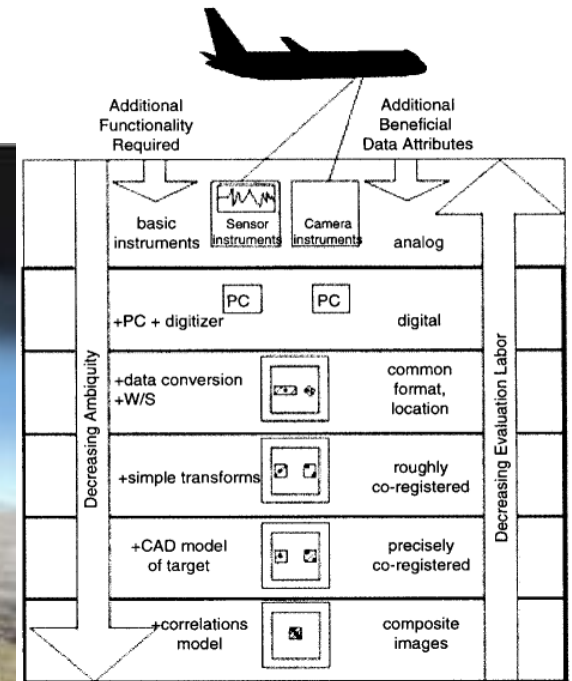 Additional
Functionality
Required
Additional
Beneficial
Data Attributes
basic
instruments
Sensor
instruments
Camera
instruments
analog
PC
PC
+PC + digitizer
digital
+data conversion
+W/S
common
format,
location
+simple transforms
roughly
co-registered
+CAD model
of target
precisely
co-registered
+correlations
model
composite
images
Decreasing Ambiquity
Decreasing Evaluation Labor